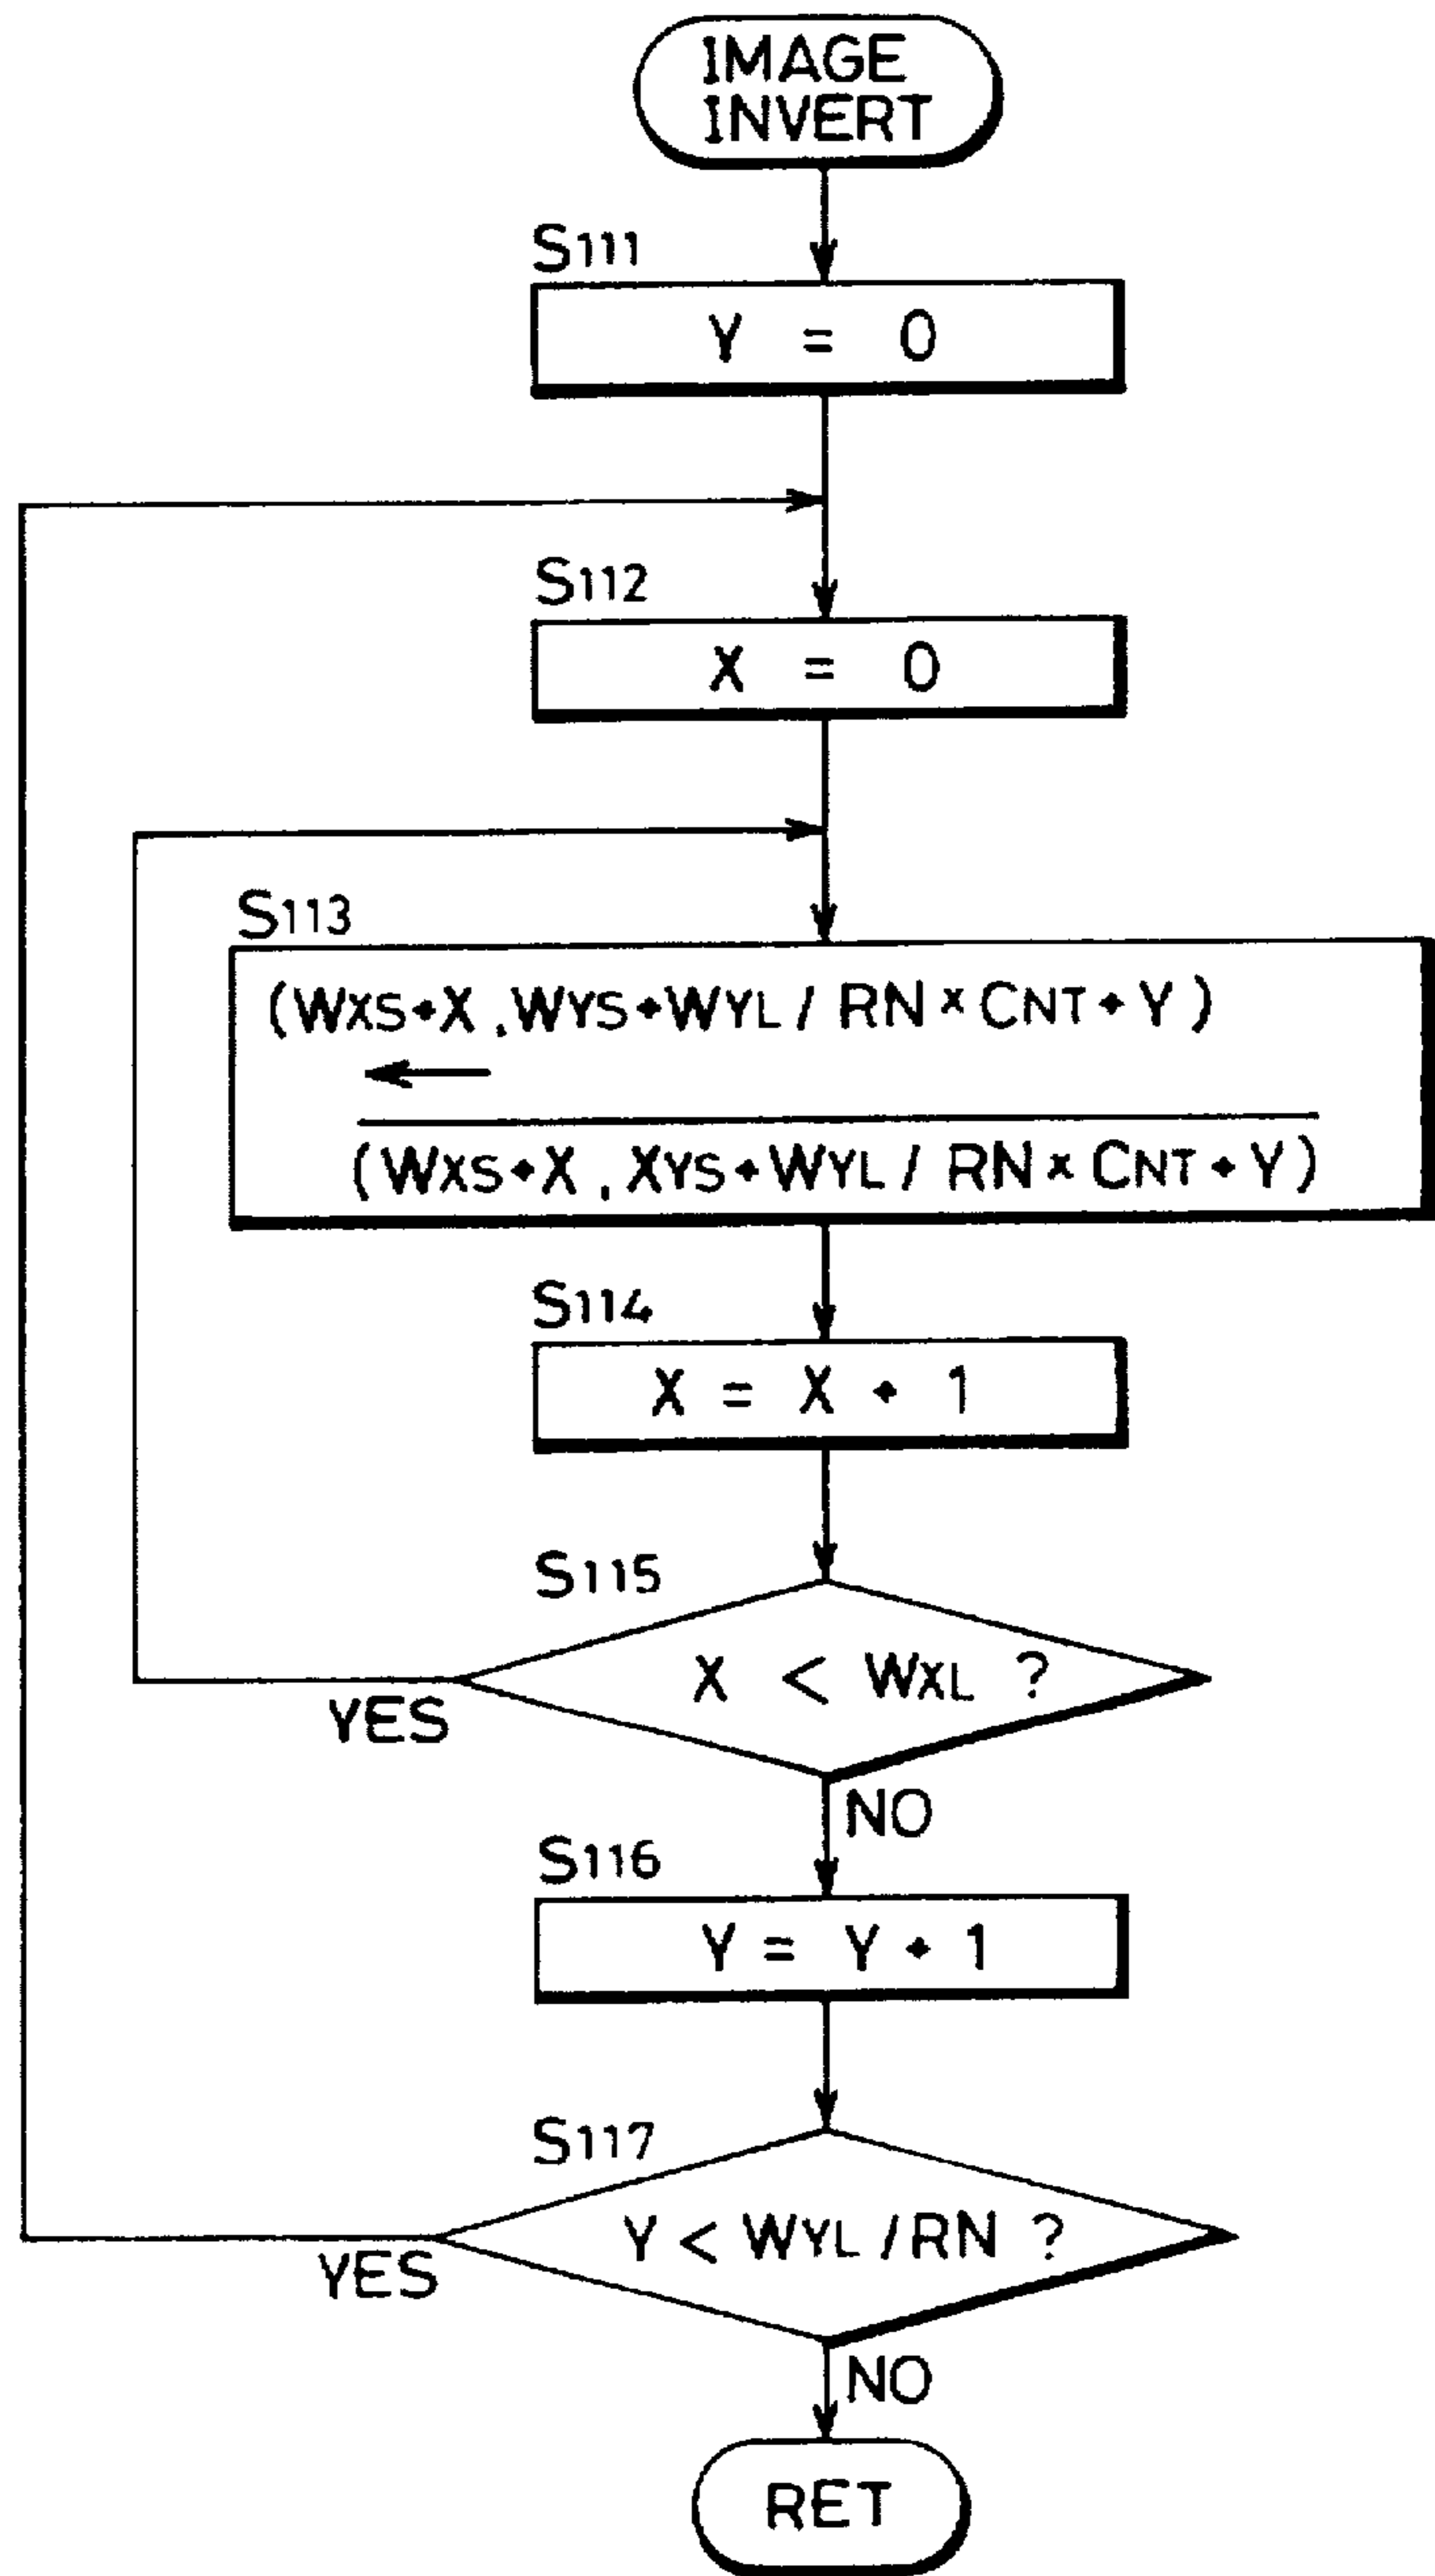 IMAGE
INVERT
S111
Y = 0
S112
X = 0
S113
(WXS+X, WYS+WYL / RN × CNT + Y)
←
(WXS+X, XYS+WYL / RN × CNT + Y)
S114
X = X + 1
S115
X < WXL ?
YES
NO
S116
Y = Y + 1
S117
Y < WYL / RN ?
YES
NO
RET